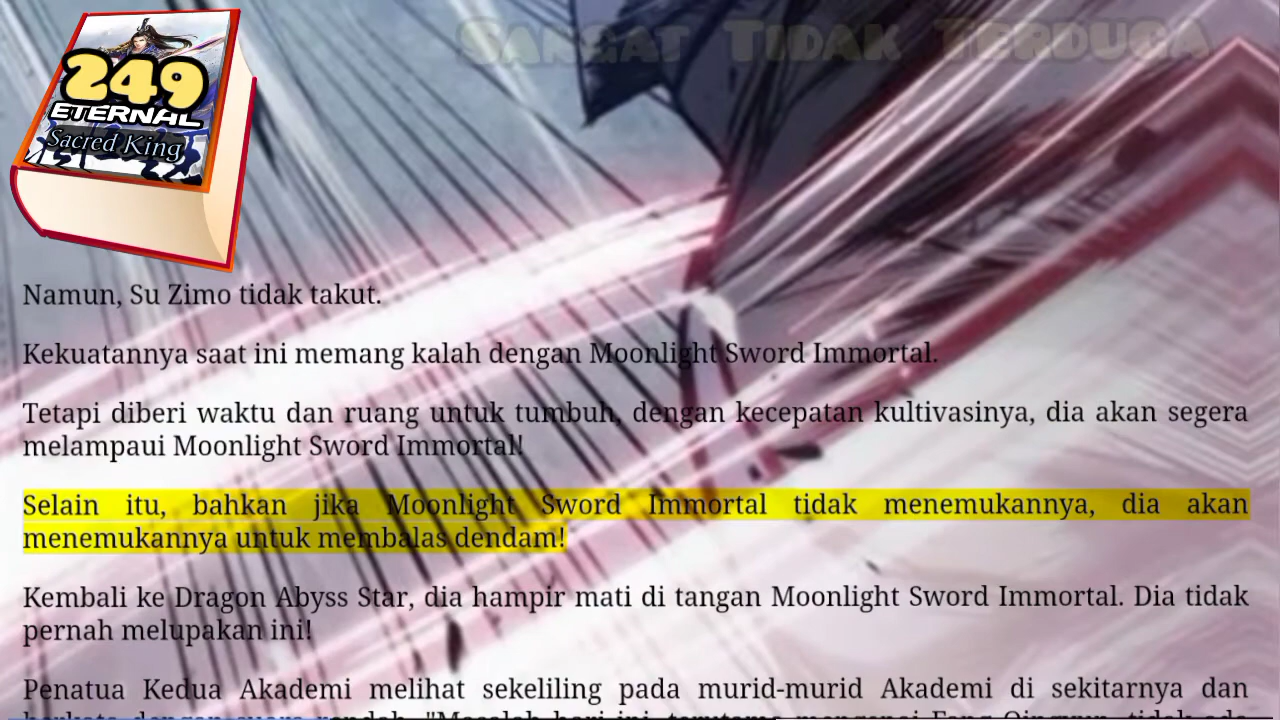 Sangat Tidak Terduga
249
ETERNAL
Sacred King
Namun, Su Zimo tidak takut.
Kekuatannya saat ini memang kalah dengan Moonlight Sword Immortal.
Tetapi diberi waktu dan ruang untuk tumbuh, dengan kecepatan kultivasinya, dia akan segera
melampaui Moonlight Sword Immortal!
Selain itu, bahkan jika Moonlight Sword Immortal tidak menemukannya, dia akan
menemukannya untuk membalas dendam!
Kembali ke Dragon Abyss Star, dia hampir mati di tangan Moonlight Sword Immortal. Dia tidak
pernah melupakan ini!
Penatua Kedua Akademi melihat sekeliling pada murid-murid Akademi di sekitarnya dan